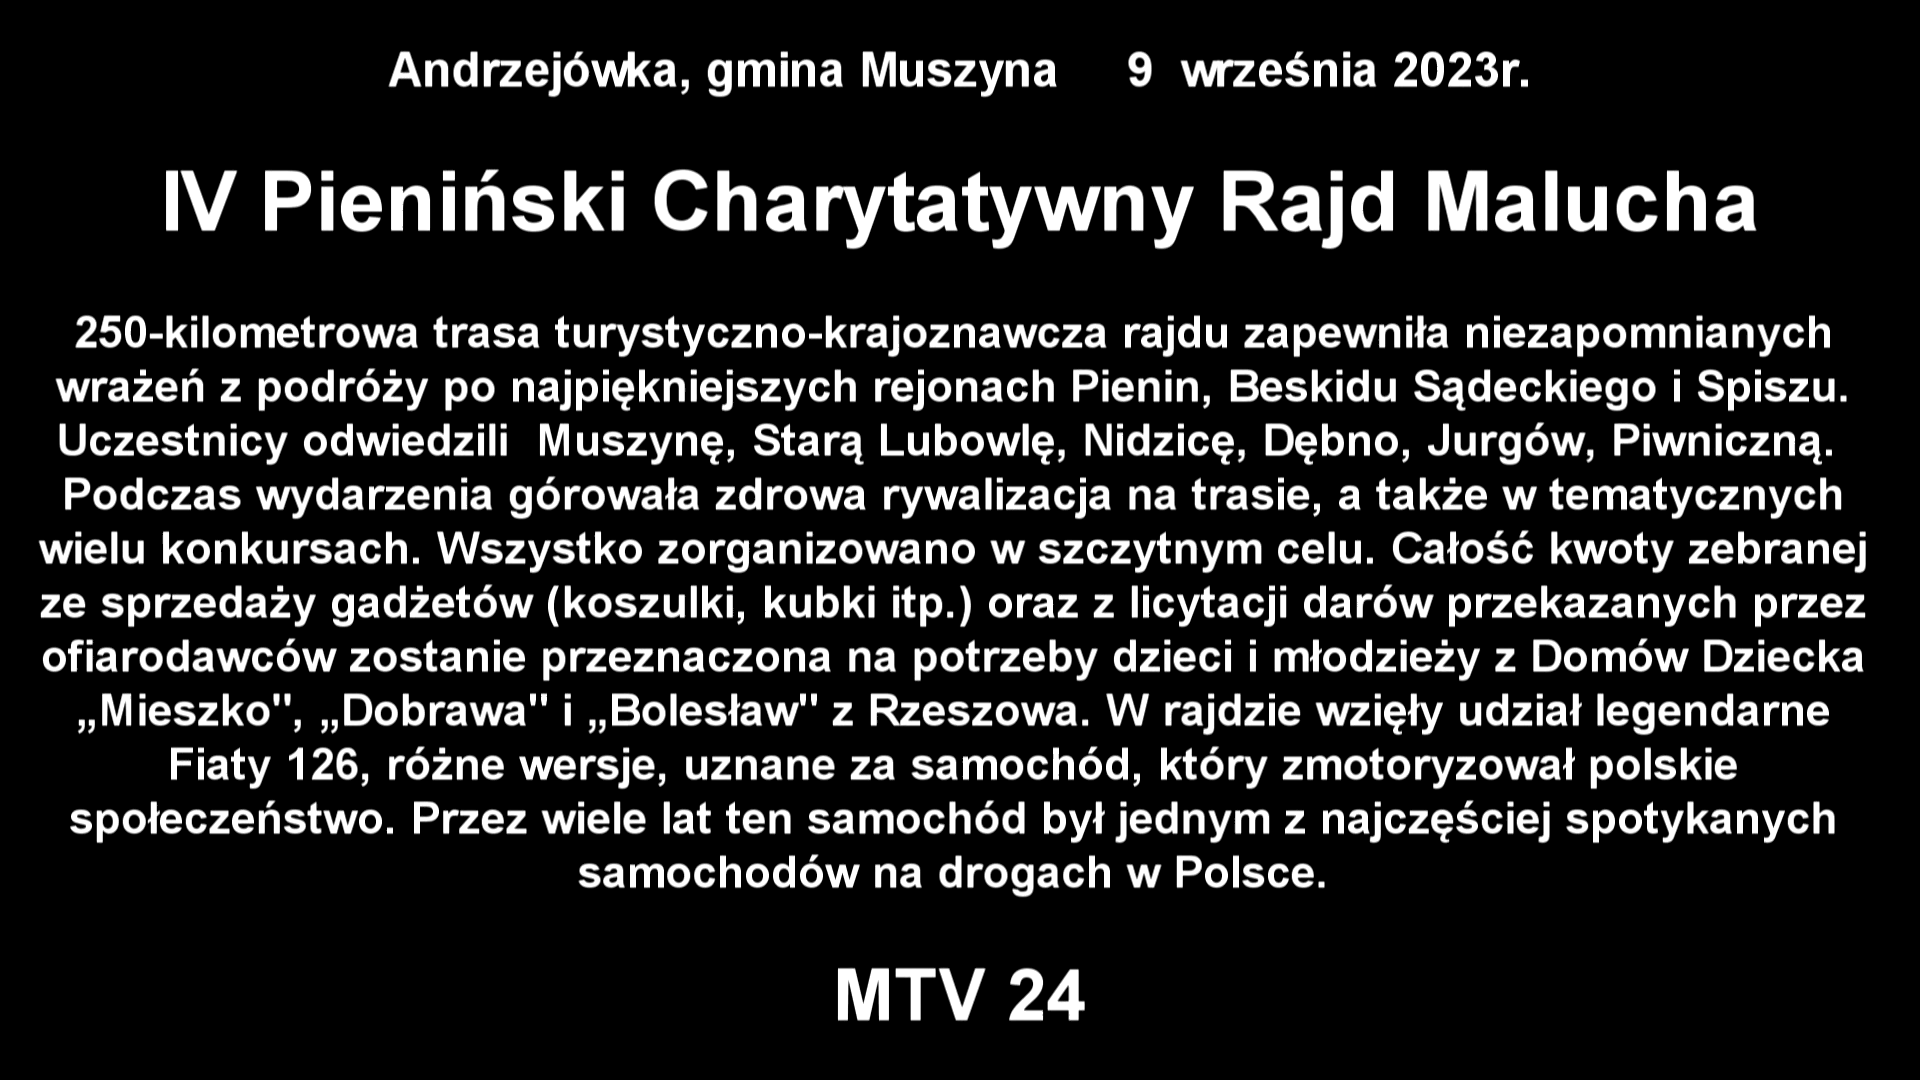 Andrzejówka, gmina Muszyna 9 września 2023r.
IV Pieniński Charytatywny Rajd Malucha
250-kilometrowa trasa turystyczno-krajoznawcza rajdu zapewniła niezapomnianych
wrażeń z podróży po najpiękniejszych rejonach Pienin, Beskidu Sądeckiego i Spiszu.
Uczestnicy odwiedzili Muszynę, Starą Lubowlę, Nidzicę, Dębno, Jurgów, Piwniczną.
Podczas wydarzenia górowała zdrowa rywalizacja na trasie, a także w tematycznych
wielu konkursach. Wszystko zorganizowano w szczytnym celu. Całość kwoty zebranej
ze sprzedaży gadżetów (koszulki, kubki itp.) oraz z licytacji darów przekazanych przez
ofiarodawców zostanie przeznaczona na potrzeby dzieci i młodzieży z Domów Dziecka
„Mieszko", „Dobrawa" i „Bolesław" z Rzeszowa. W rajdzie wzięły udział legendarne
Fiaty 126, różne wersje, uznane za samochód, który zmotoryzował polskie
społeczeństwo. Przez wiele lat ten samochód był jednym z najczęściej spotykanych
samochodów na drogach w Polsce.
MTV 24